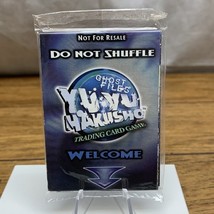 NOT FOR RESALE
DO NOT SHUFFLE
GHOST FILES
YU YU
HAKUSHO
TRADING CARD GAME
WELCOME